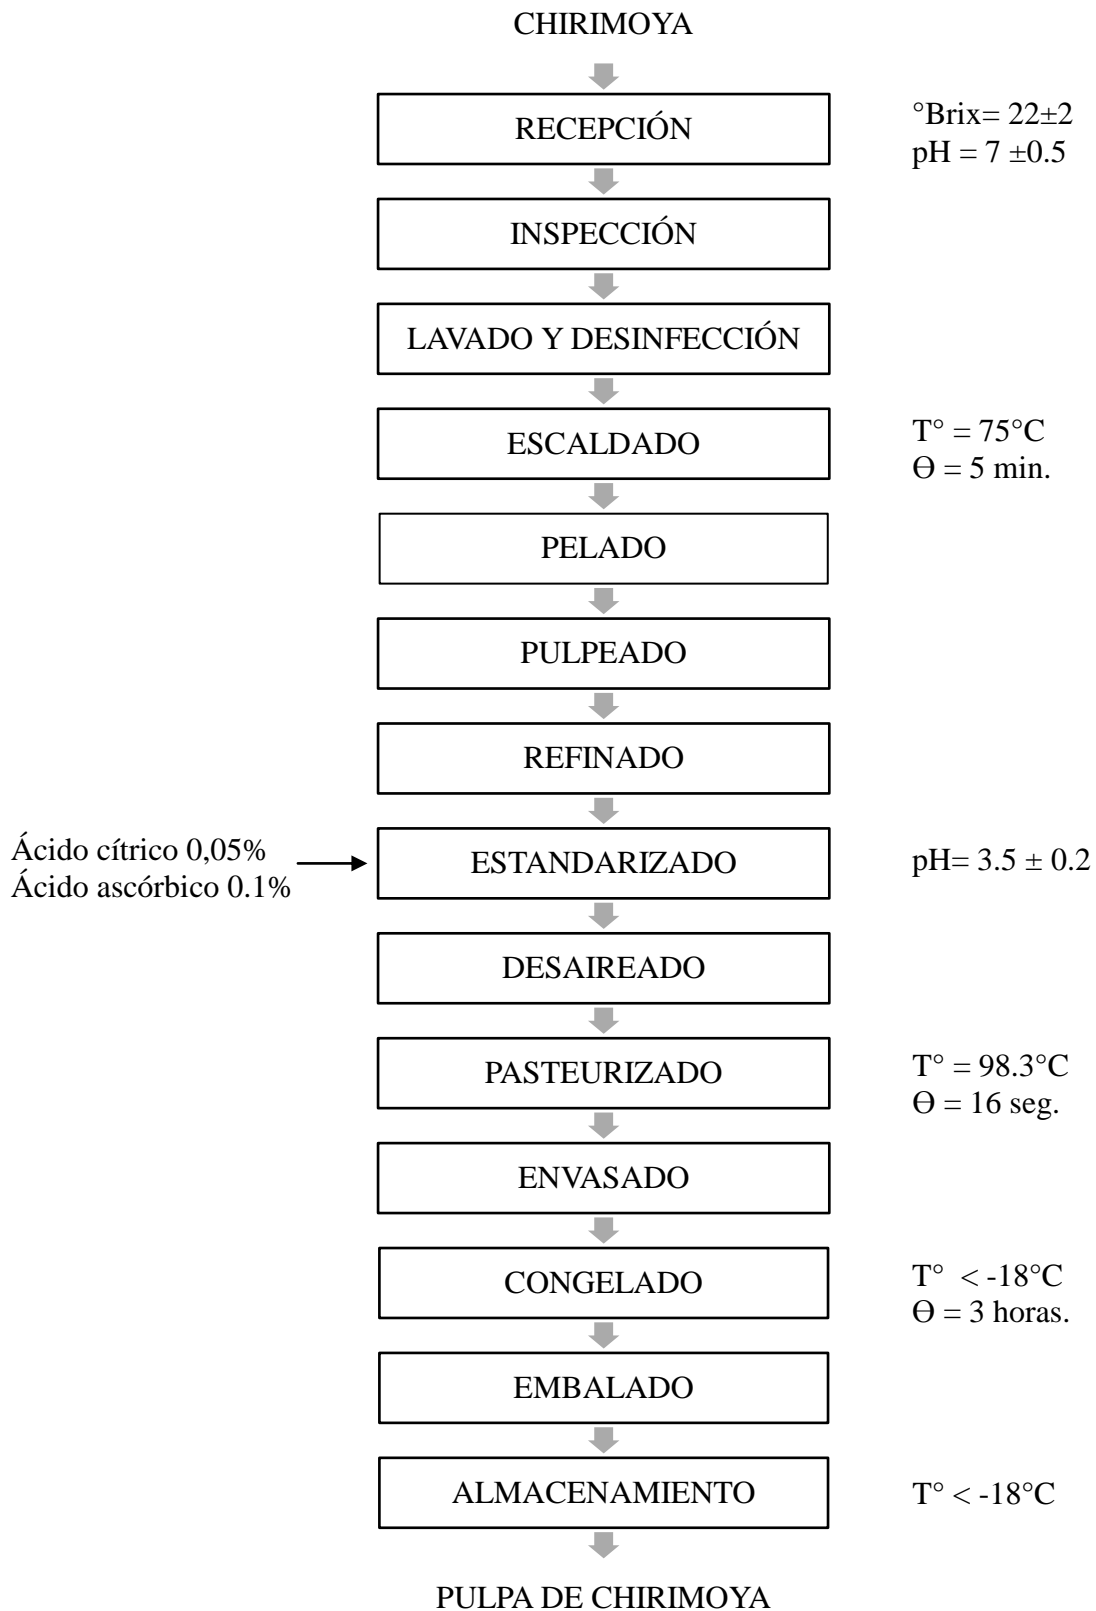 CHIRIMOYA
RECEPCIÓN
°Brix= 22±2
pH = 7 ±0.5
INSPECCIÓN
LAVADO Y DESINFECCIÓN
ESCALDADO
T° = 75°C
Ɵ = 5 min.
PELADO
PULPEADO
REFINADO
Ácido cítrico 0,05%
Ácido ascórbico 0.1%
ESTANDARIZADO
pH= 3.5 ± 0.2
DESAIREADO
PASTEURIZADO
T° = 98.3°C
Ɵ = 16 seg.
ENVASADO
CONGELADO
T° < -18°C
Ɵ = 3 horas.
EMBALADO
ALMACENAMIENTO
T° < -18°C
PULPA DE CHIRIMOYA